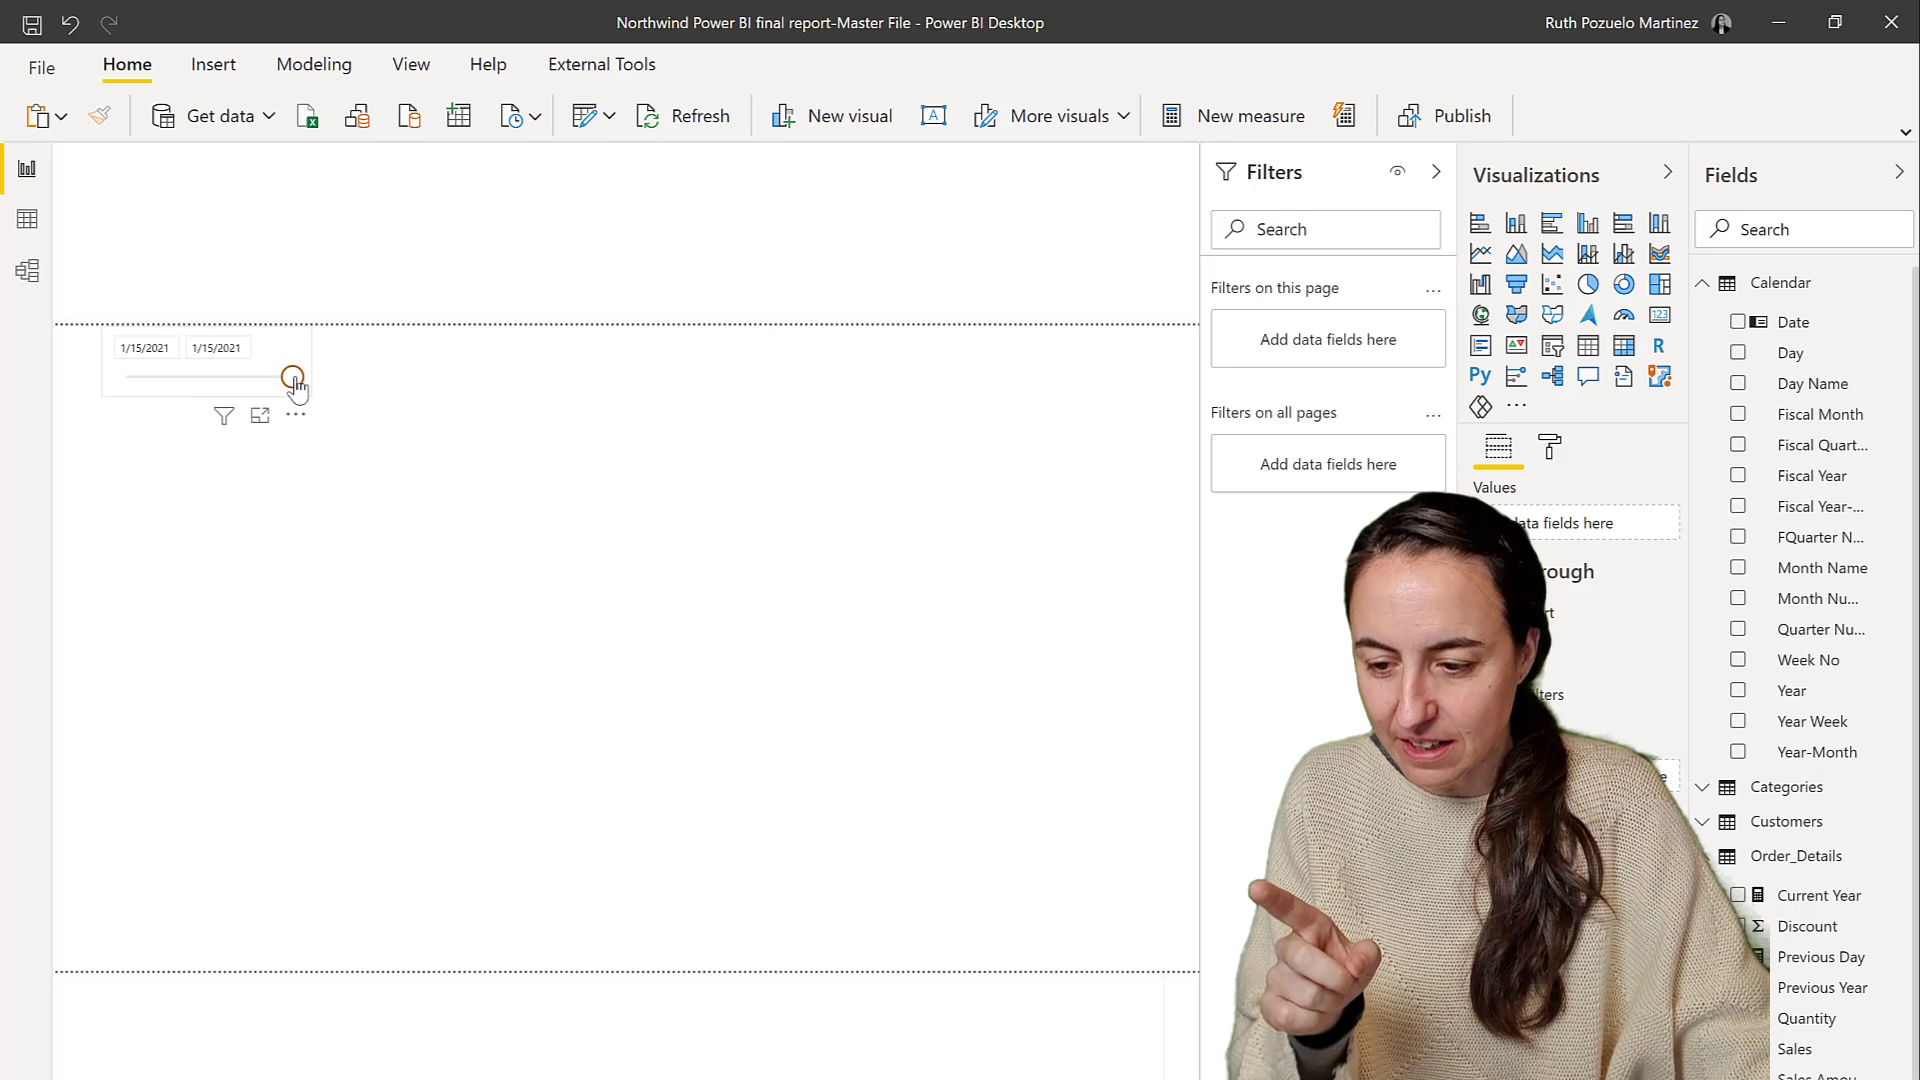 Northwind Power BI final report-Master File - Power BI Desktop
Ruth Pozuelo Martinez
File
Home
Insert
Modeling
View
Help
External Tools
Get data
Refresh
New visual
More visuals
New measure
Publish
1/15/2021
1/15/2021
Filters
Search
Filters on this page
...
Add data fields here
Filters on all pages
...
Add data fields here
Visualizations
123
R
Py
...
Values
data fields here
rough
Fields
Search
Calendar
Date
Day
Day Name
Fiscal Month
Fiscal Quart...
Fiscal Year
Fiscal Year-...
FQuarter N...
Month Name
Month Nu...
Quarter Nu...
Week No
Year
Year Week
Year-Month
Categories
Customers
Order_Details
Current Year
Discount
Previous Day
Previous Year
Quantity
Sales